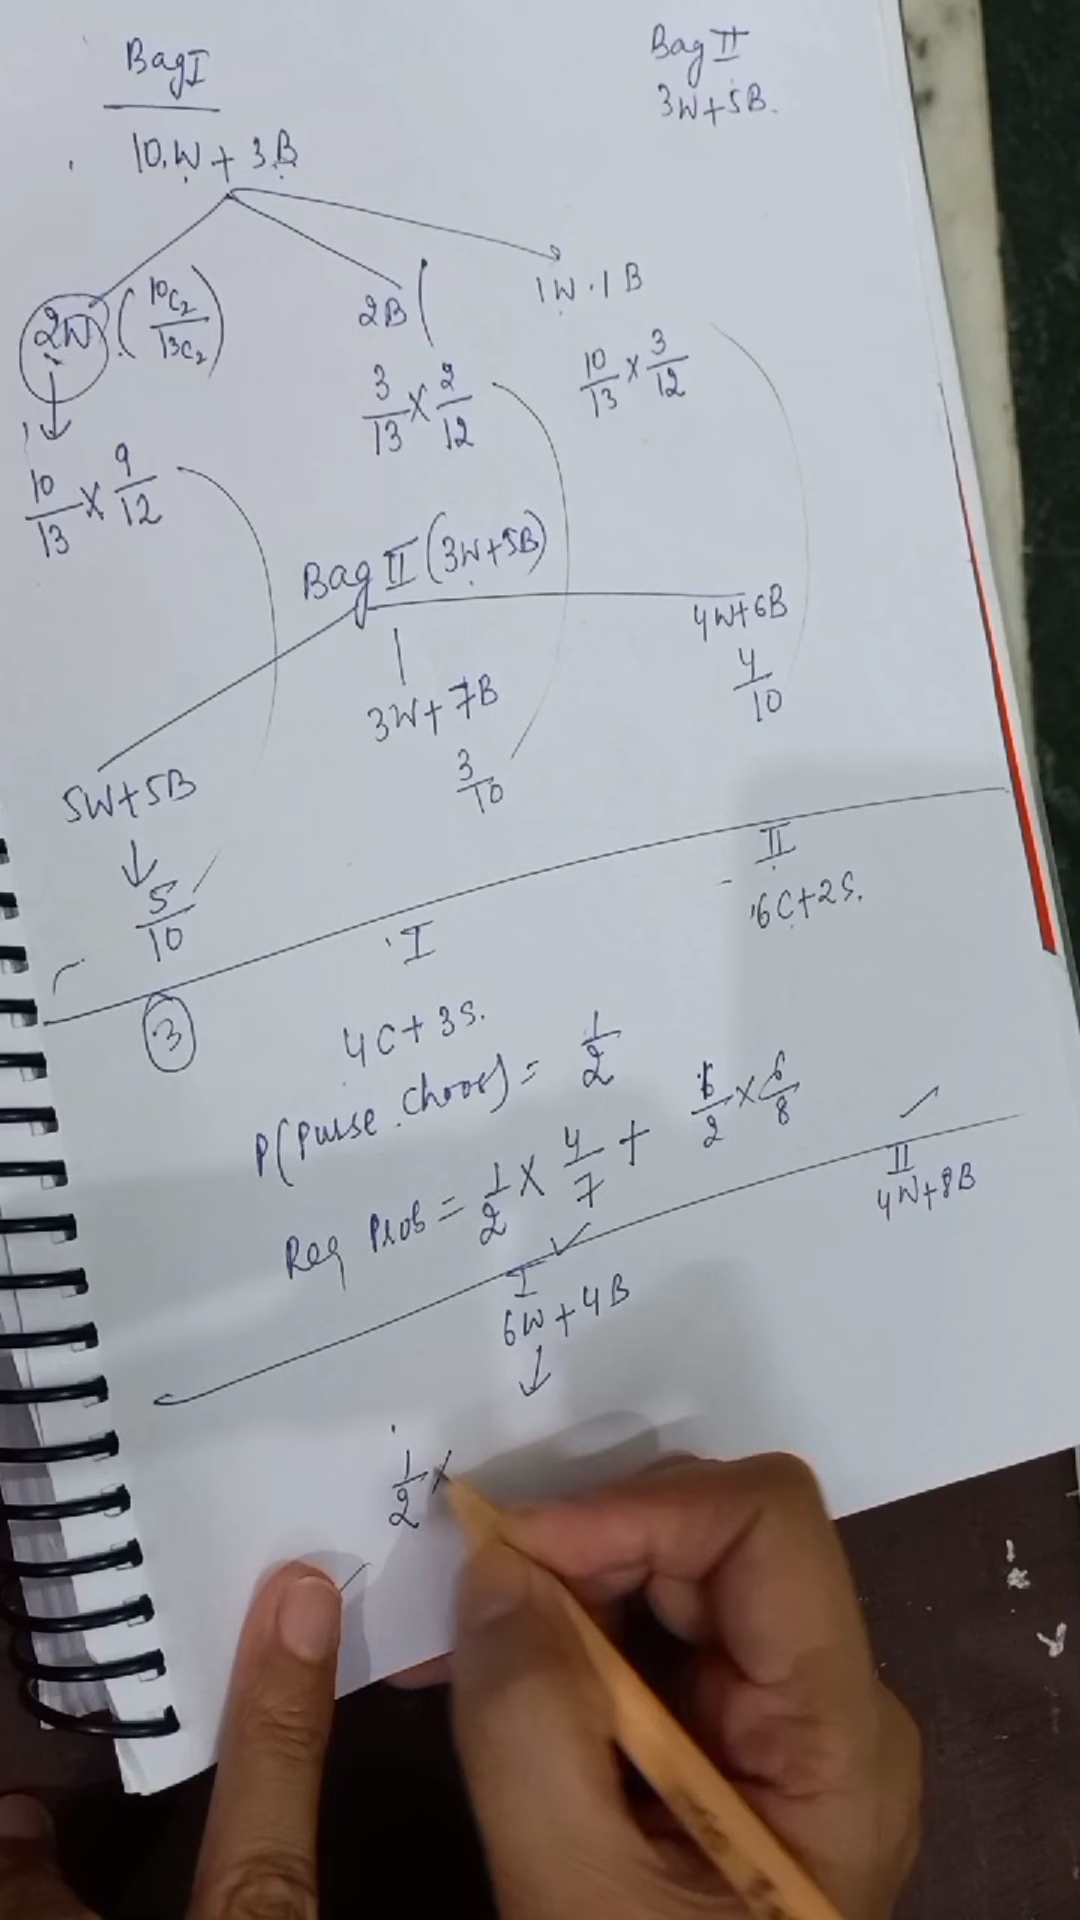 Bag I
Bag II
3W+5B.
10.W + 3B
2W (10C2/13C2)
2B (
1W.1B
10/13 × 9/12
3/13 × 2/12
10/13 × 3/12
Bag II (3W+5B)
5W+5B
3W+7B
4W+6B
5/10
3/10
4/10
3
I
II
4C+3S.
6C+2S.
P(Purse choose) = 1/2
Req Prob = 1/2 × 4/7 + 1/2 × 6/8
I
II
6W+4B
4W+8B
1/2 ×